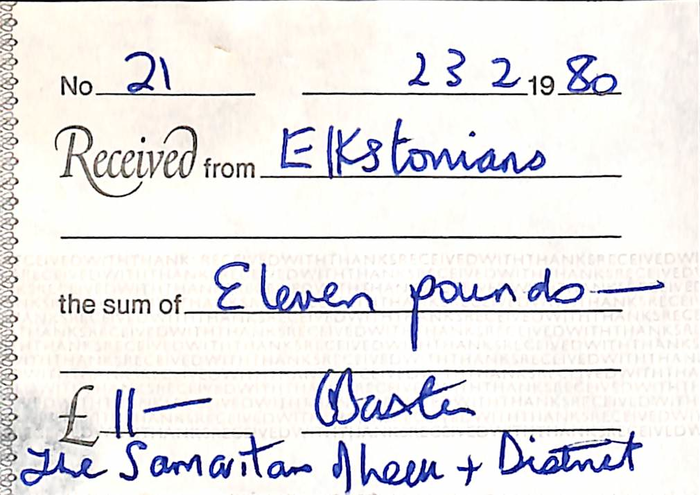 No 21 23 2 1980
Received from Elkstonians
the sum of Eleven pounds —
£ 11 —
The Samaritans + District